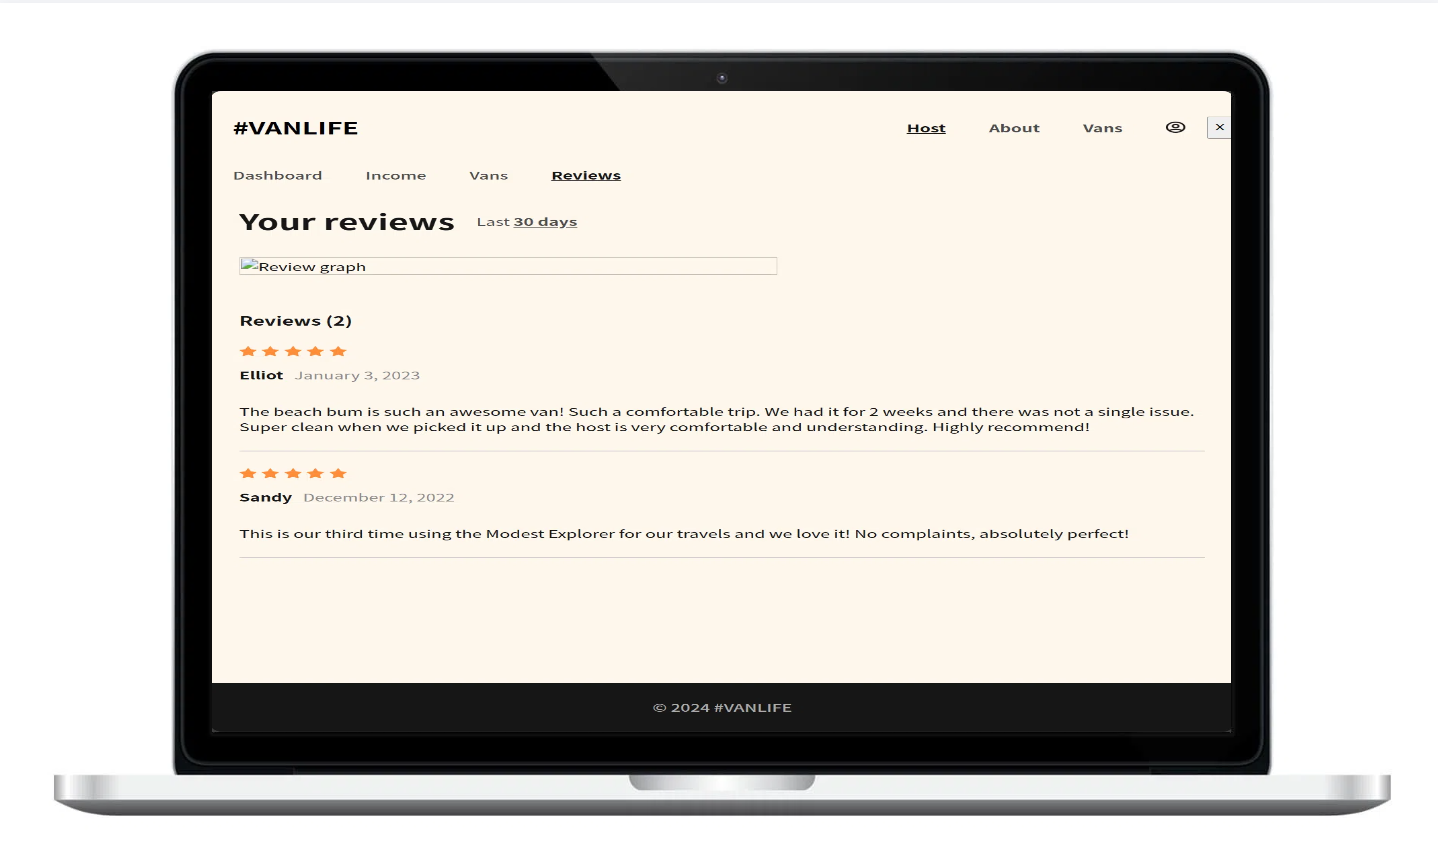 #VANLIFE
Host About Vans ×
Dashboard Income Vans Reviews
Your reviews Last 30 days
Review graph
Reviews (2)
Elliot January 3, 2023
The beach bum is such an awesome van! Such a comfortable trip. We had it for 2 weeks and there was not a single issue.
Super clean when we picked it up and the host is very comfortable and understanding. Highly recommend!
Sandy December 12, 2022
This is our third time using the Modest Explorer for our travels and we love it! No complaints, absolutely perfect!
© 2024 #VANLIFE